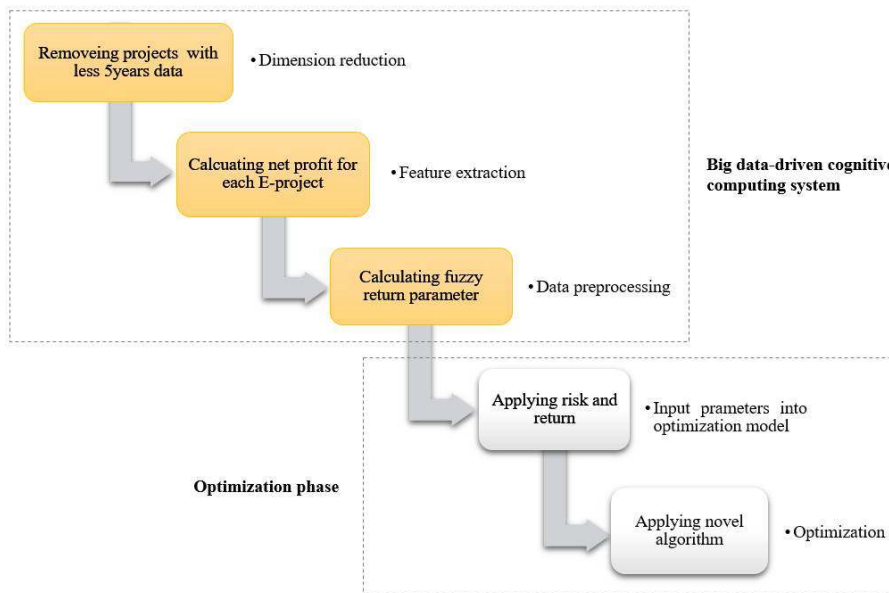 Removeing projects with
less 5years data
• Dimension reduction
Calcuating net profit for
each E-project
• Feature extraction
Big data-driven cognitive
computing system
Calculating fuzzy
return parameter
• Data preprocessing
Applying risk and
return
• Input prameters into
optimization model
Optimization phase
Applying novel
algorithm
• Optimization